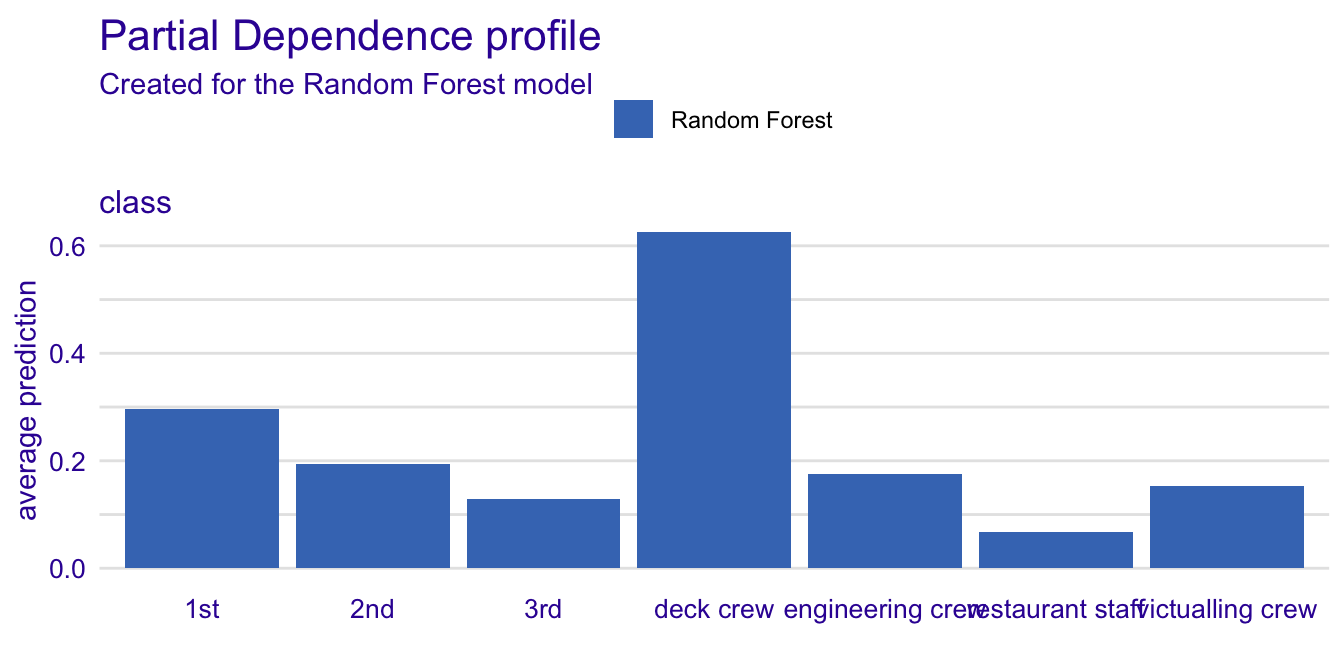 Partial Dependence profile
Created for the Random Forest model
Random Forest
class
average prediction
0.6
0.4
0.2
0.0
1st 2nd 3rd deck crew engineering crew restaurant staff victualling crew